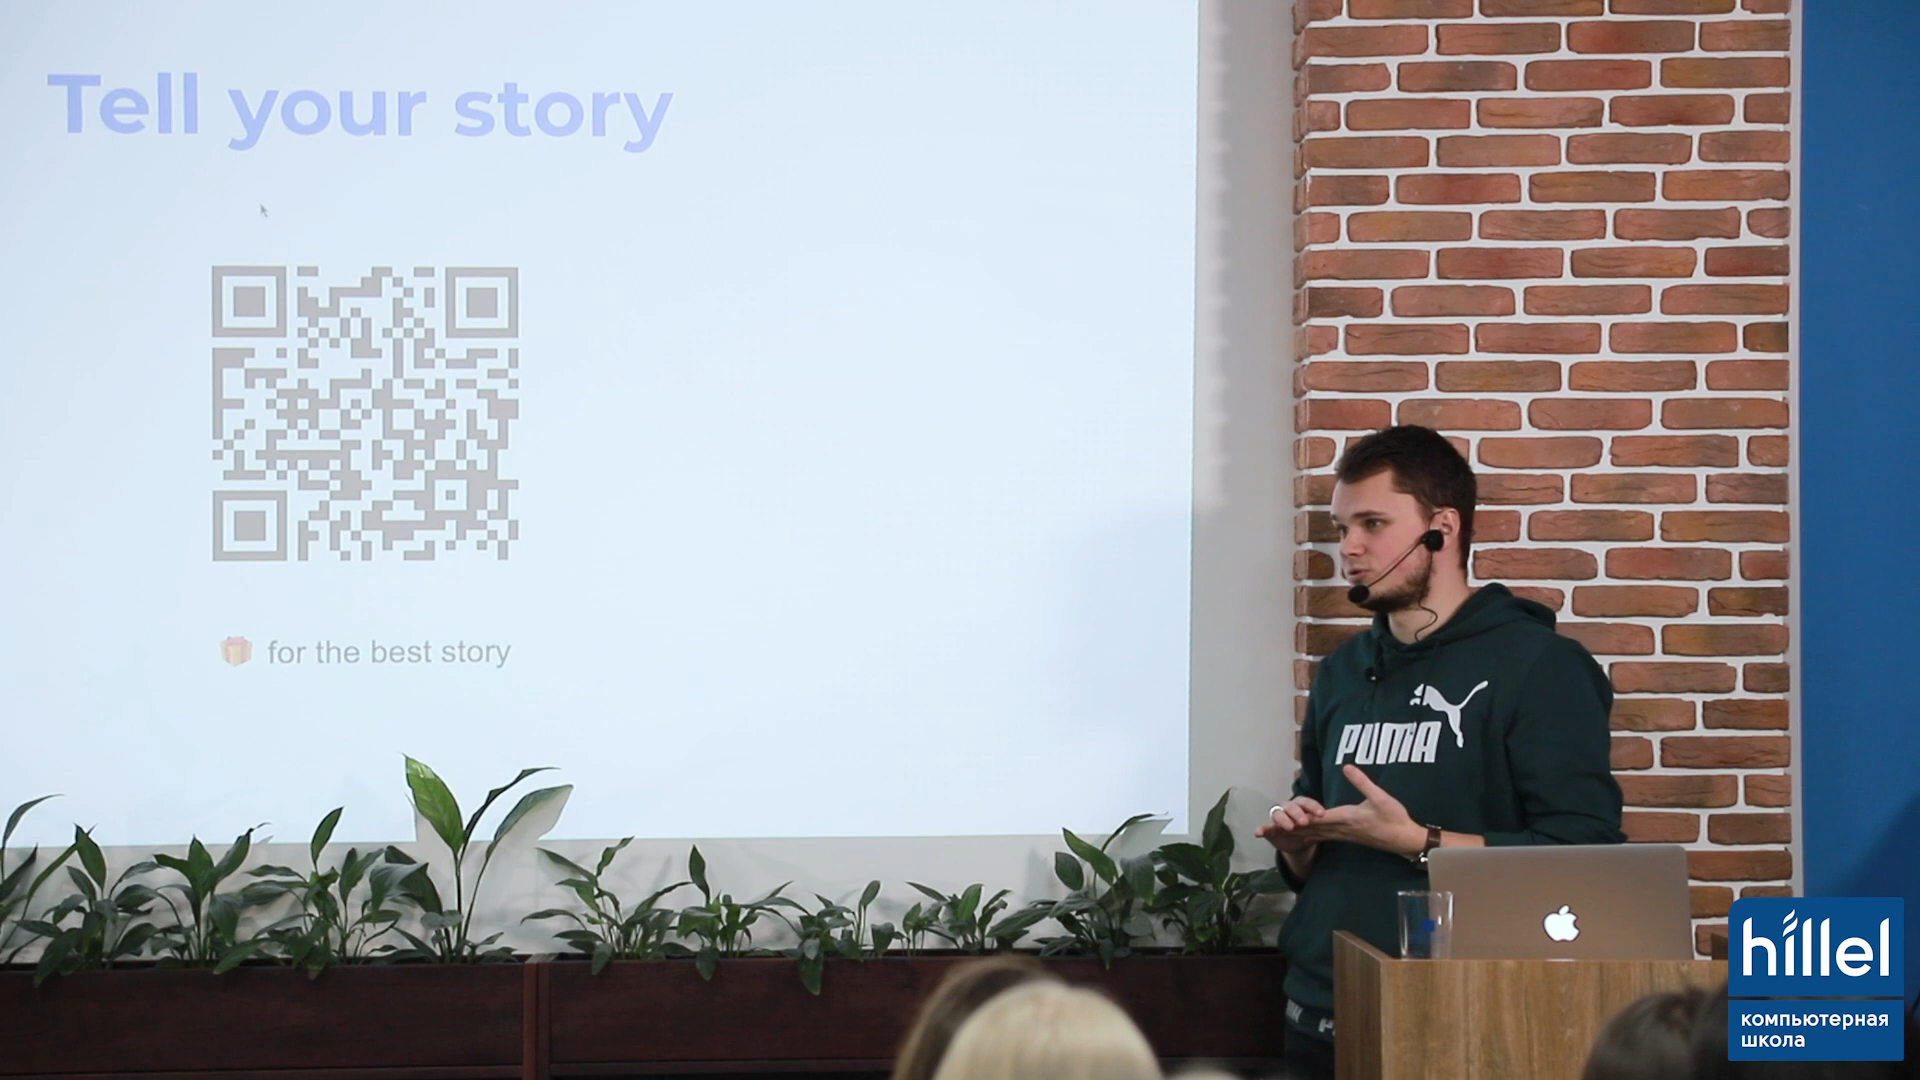 Tell your story
for the best story
PUMA
hillel
компьютерная
школа